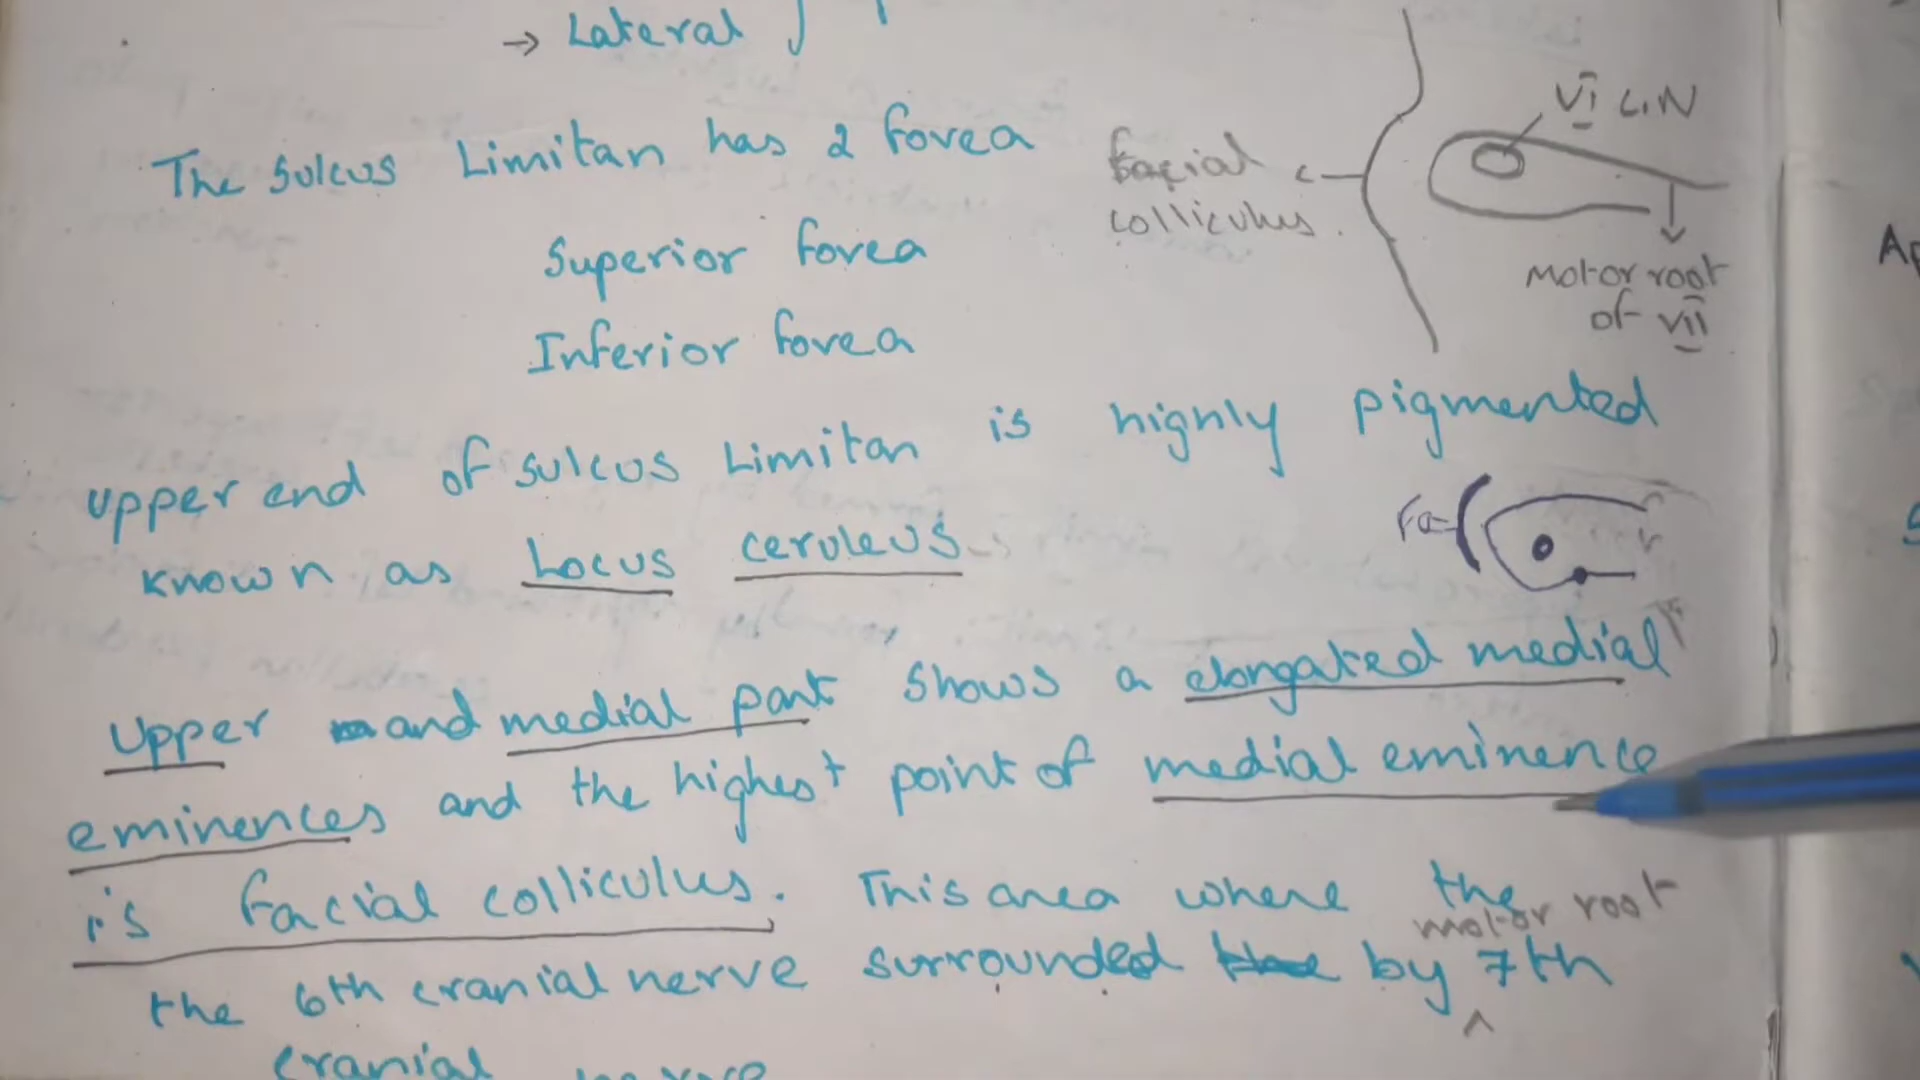 → Lateral
The Sulcus Limitan has 2 fovea
Superior fovea
Inferior fovea
facial
colliculus.
VI C.N
Motor root
of VII
upper end of sulcus Limitan is highly pigmented
known as Locus ceruleus
Upper and medial part shows a elongated medial
eminences and the highest point of medial eminence
is facial colliculus. This area where the
motor root
the 6th cranial nerve surrounded by 7th
cranial nerve